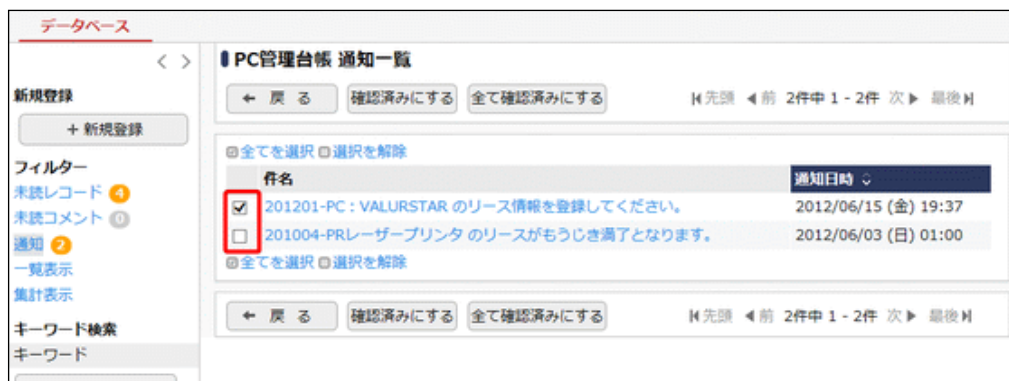 データベース
< >
新規登録
+ 新規登録
フィルター
未読レコード 4
未読コメント 0
通知 2
一覧表示
集計表示
キーワード検索
キーワード
PC管理台帳 通知一覧
← 戻 る 確認済みにする 全て確認済みにする 先頭 ◀前 2件中 1 - 2件 次▶ 最後
全てを選択 選択を解除
件名 通知日時
201201-PC : VALURSTAR のリース情報を登録してください。 2012/06/15 (金) 19:37
201004-PRレーザープリンタ のリースがもうじき満了となります。 2012/06/03 (日) 01:00
全てを選択 選択を解除
← 戻 る 確認済みにする 全て確認済みにする 先頭 ◀前 2件中 1 - 2件 次▶ 最後